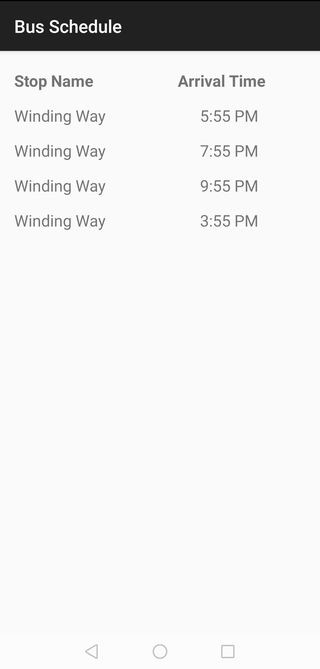 Bus Schedule
Stop Name Arrival Time
Winding Way 5:55 PM
Winding Way 7:55 PM
Winding Way 9:55 PM
Winding Way 3:55 PM